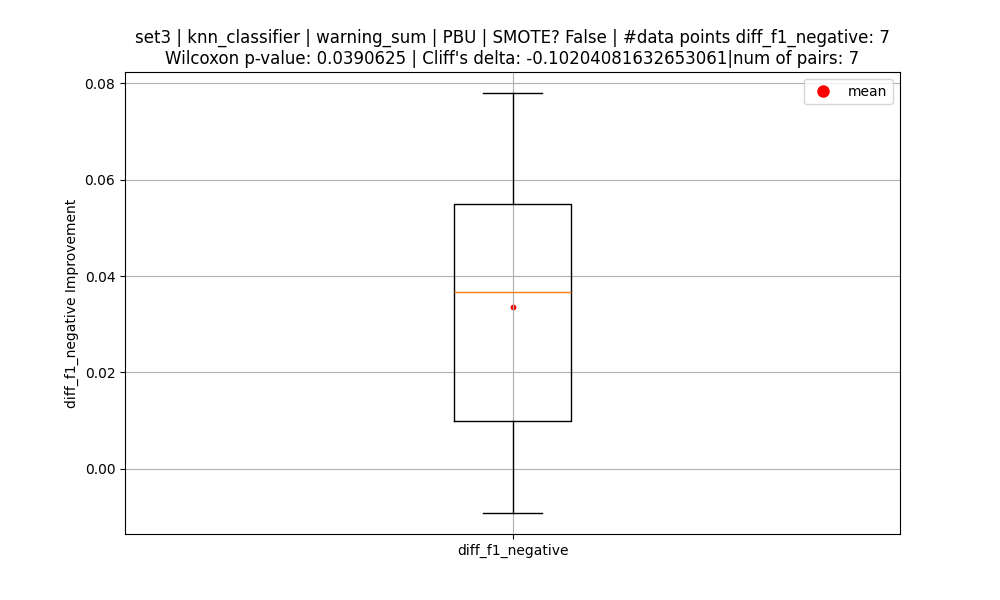 set3 | knn_classifier | warning_sum | PBU | SMOTE? False | #data points diff_f1_negative: 7
Wilcoxon p-value: 0.0390625 | Cliff's delta: -0.10204081632653061|num of pairs: 7
mean
0.08
0.06
0.04
0.02
0.00
diff_f1_negative Improvement
diff_f1_negative